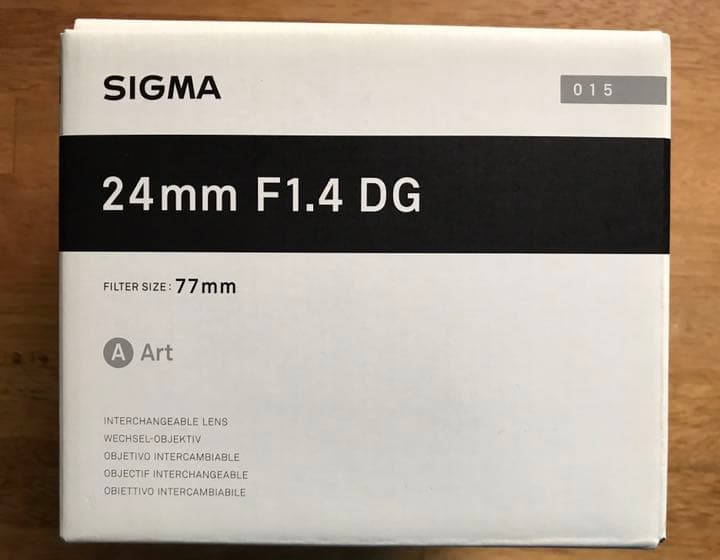 SIGMA
015
24mm F1.4 DG
FILTER SIZE: 77mm
A Art
INTERCHANGEABLE LENS
WECHSEL-OBJEKTIV
OBJETIVO INTERCAMBIABLE
OBJECTIF INTERCHANGEABLE
OBIETTIVO INTERCAMBIABILE